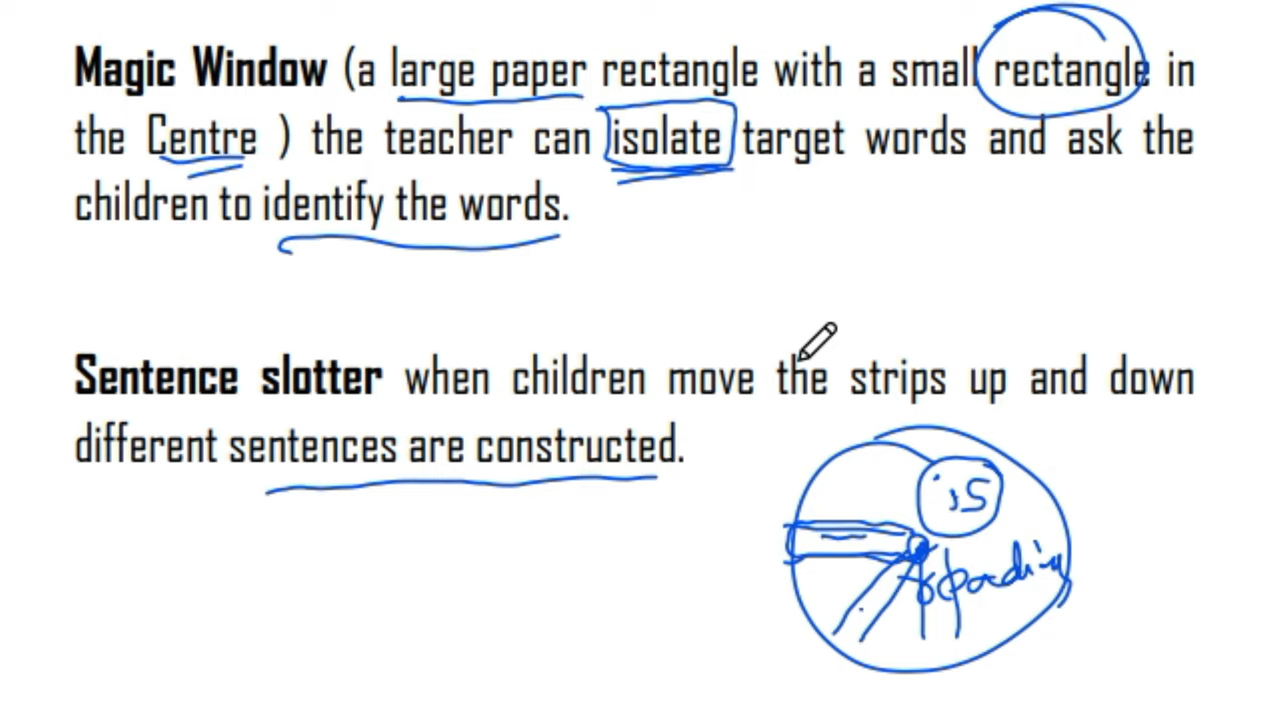 Magic Window (a large paper rectangle with a small rectangle in
the Centre ) the teacher can isolate target words and ask the
children to identify the words.
Sentence slotter when children move the strips up and down
different sentences are constructed.
is